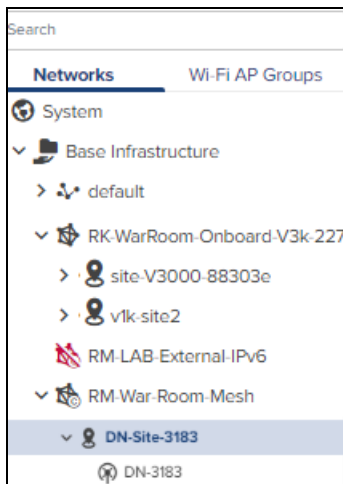 Search
Networks Wi-Fi AP Groups
System
Base Infrastructure
default
RK-WarRoom-Onboard-V3k-227
site-V3000-88303e
v1k-site2
RM-LAB-External-IPv6
RM-War-Room-Mesh
DN-Site-3183
DN-3183